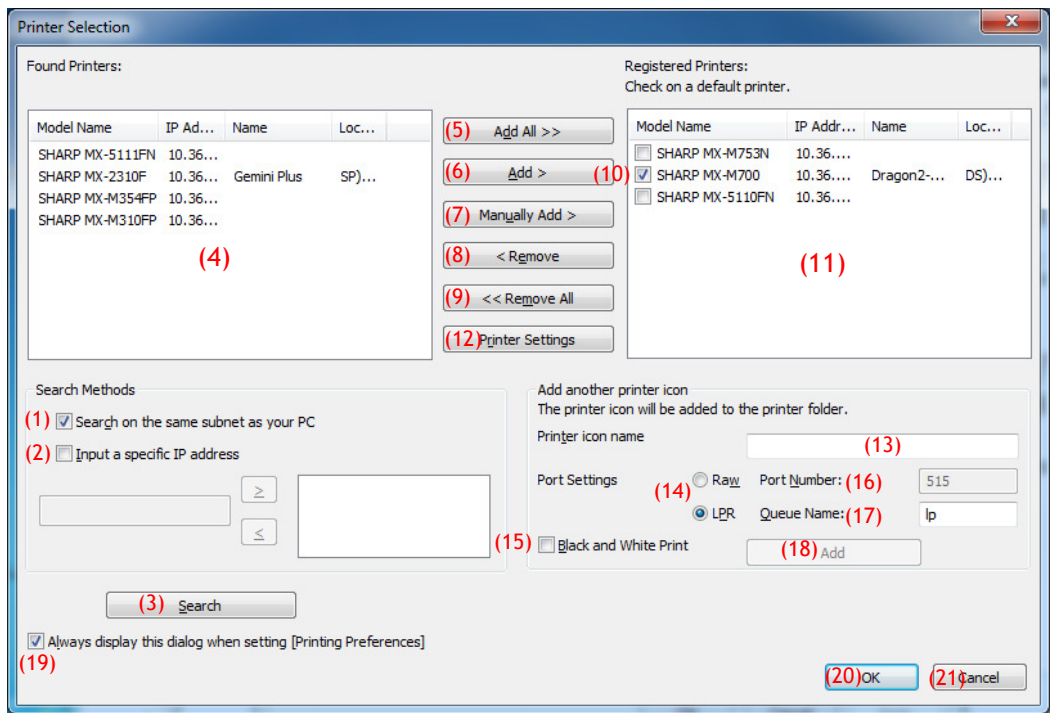 Printer Selection
Found Printers:
Registered Printers:
Check on a default printer.
Model Name IP Ad... Name Loc...
SHARP MX-5111FN 10.36...
SHARP MX-2310F 10.36... Gemini Plus SP)...
SHARP MX-M354FP 10.36...
SHARP MX-M310FP 10.36...
(4)
(5) Add All >>
(6) Add >
(7) Manually Add >
(8) < Remove
(9) << Remove All
(12) Printer Settings
Model Name IP Addr... Name Loc...
SHARP MX-M753N 10.36....
(10) SHARP MX-M700 10.36.... Dragon2-... DS)...
SHARP MX-5110FN 10.36....
(11)
Search Methods
(1) Search on the same subnet as your PC
(2) Input a specific IP address
≥
≤
(3) Search
Add another printer icon
The printer icon will be added to the printer folder.
Printer icon name (13)
Port Settings (14) Raw Port Number: (16) 515
LPR Queue Name: (17) lp
(15) Black and White Print (18) Add
Always display this dialog when setting [Printing Preferences]
(19)
(20) OK (21) Cancel